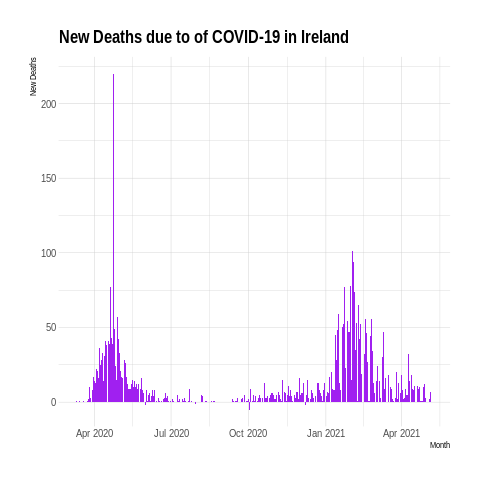 New Deaths due to of COVID-19 in Ireland
New Deaths
200
150
100
50
0
Apr 2020 Jul 2020 Oct 2020 Jan 2021 Apr 2021
Month